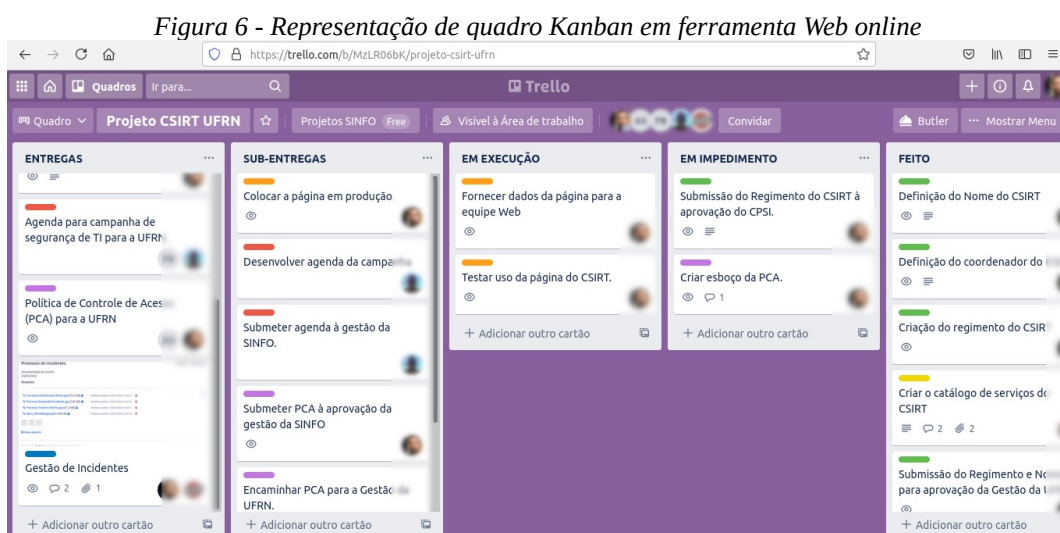 Figura 6 - Representação de quadro Kanban em ferramenta Web online
https://trello.com/b/MzLR06bK/projeto-csirt-ufrn
Quadros
Ir para...
Trello
Quadro
Projeto CSIRT UFRN
Projetos SINFO
Free
Visível à Área de trabalho
Convidar
Butler
Mostrar Menu
ENTREGAS
Agenda para campanha de
segurança de TI para a UFRN
Política de Controle de Aces
(PCA) para a UFRN
Processos de incidentes.
Gestão de Incidentes
2 1
+ Adicionar outro cartão
SUB-ENTREGAS
Colocar a página em produção
Desenvolver agenda da campanha
Submeter agenda à gestão da
SINFO.
Submeter PCA à aprovação da
gestão da SINFO
Encaminhar PCA para a Gestão da
UFRN.
+ Adicionar outro cartão
EM EXECUÇÃO
Fornecer dados da página para a
equipe Web
Testar uso da página do CSIRT.
+ Adicionar outro cartão
EM IMPEDIMENTO
Submissão do Regimento do CSIRT à
aprovação do CPSI.
Criar esboço da PCA.
1
+ Adicionar outro cartão
FEITO
Definição do Nome do CSIRT
Definição do coordenador do
Criação do regimento do CSIR
Criar o catálogo de serviços do
CSIRT
2 2
Submissão do Regimento e No
para aprovação da Gestão da
+ Adicionar outro cartão